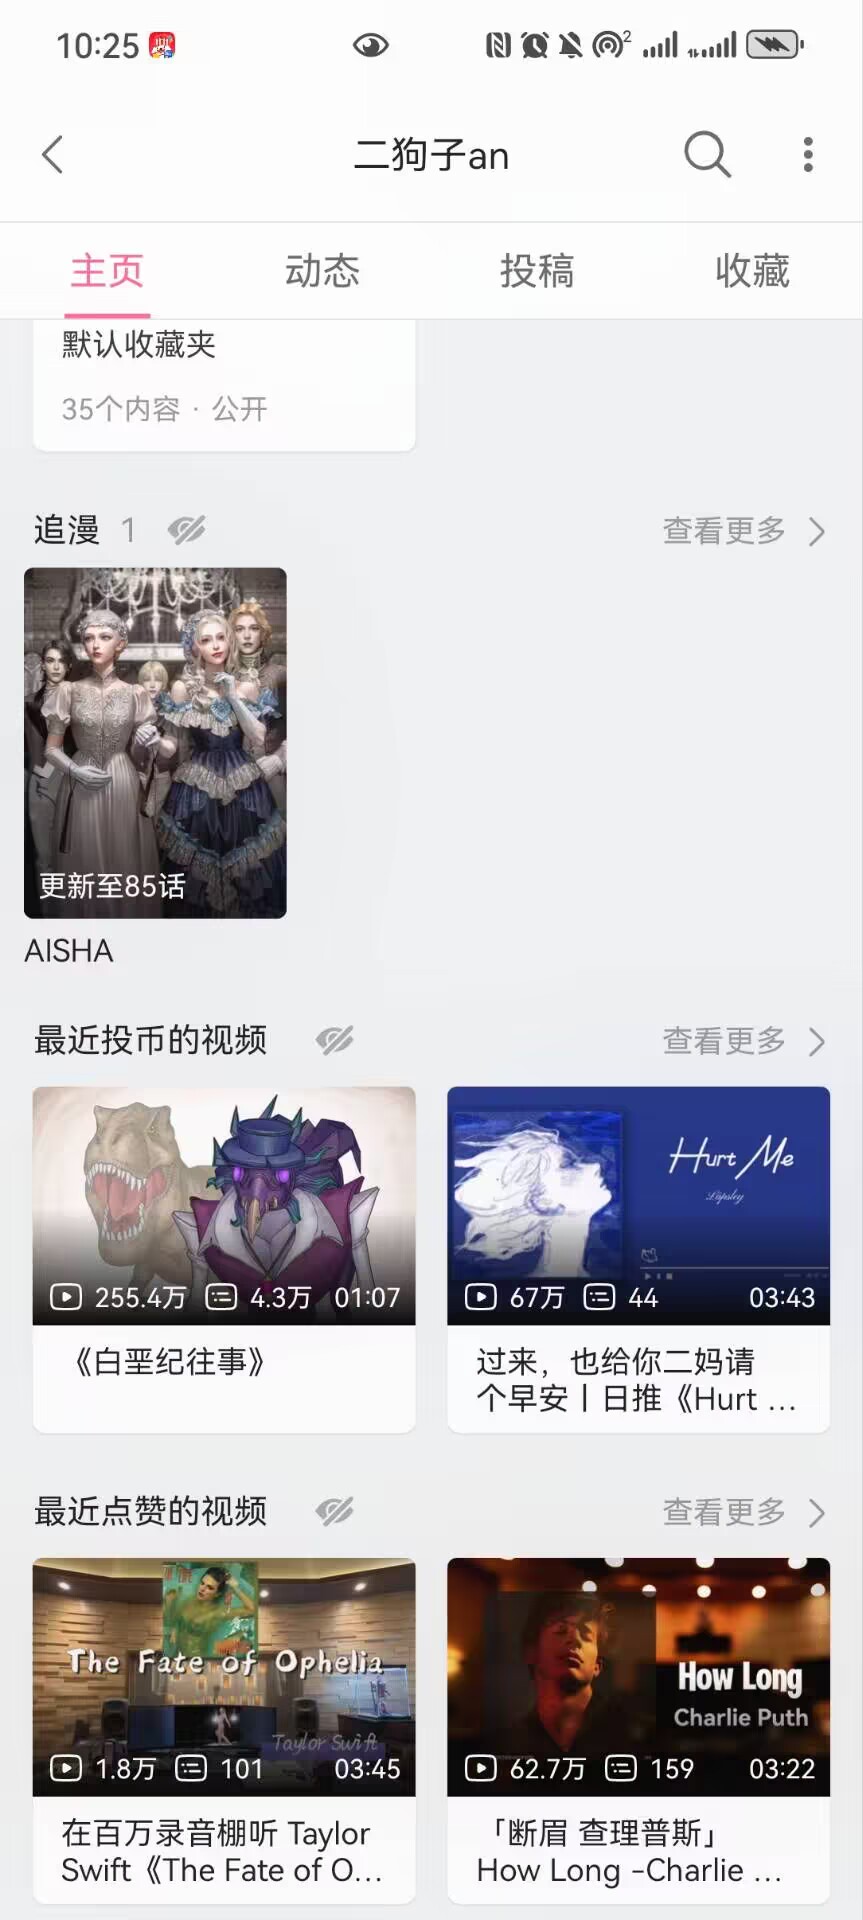 10:25
2
二狗子an
主页 动态 投稿 收藏
默认收藏夹
35个内容 · 公开
追漫 1 查看更多
更新至85话
AISHA
最近投币的视频 查看更多
255.4万 4.3万 01:07
《白垩纪往事》
Hurt Me
Låpsley
67万 44 03:43
过来，也给你二妈请
个早安丨日推《Hurt ...
最近点赞的视频 查看更多
The Fate of Ophelia
Taylor Swift
1.8万 101 03:45
在百万录音棚听 Taylor
Swift《The Fate of O...
How Long
Charlie Puth
62.7万 159 03:22
「断眉 查理普斯」
How Long -Charlie ...